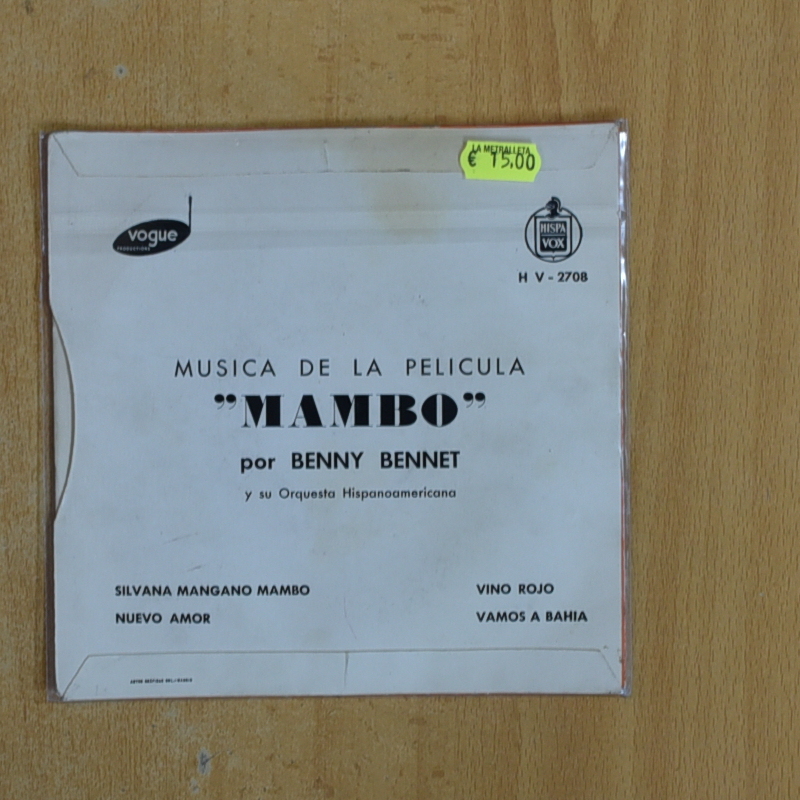 LA METRALLETA
€ 15.00
vogue
PRODUCTIONS
HISPA
VOX
H V - 2708
MUSICA DE LA PELICULA
"MAMBO"
por BENNY BENNET
y su Orquesta Hispanoamericana
SILVANA MANGANO MAMBO
NUEVO AMOR
VINO ROJO
VAMOS A BAHIA